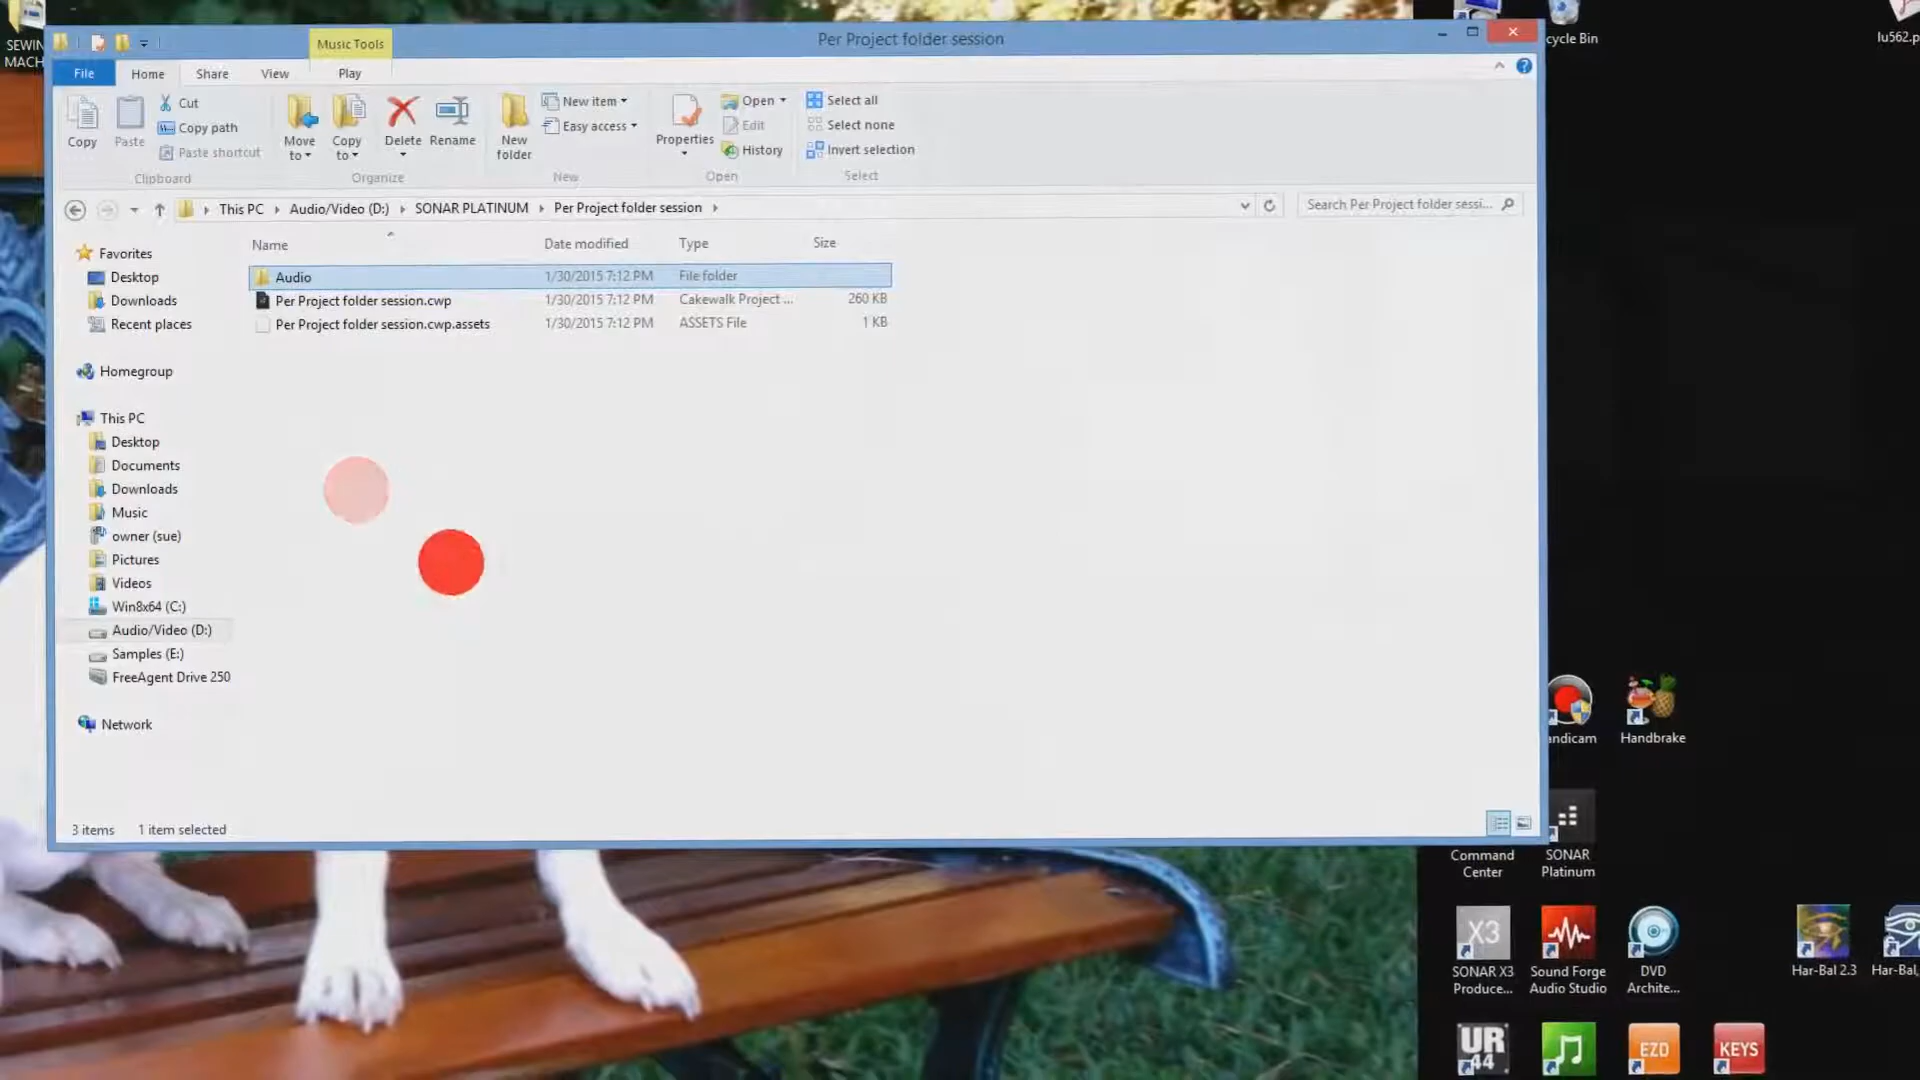 SEWIN
MACH
Music Tools
Per Project folder session
File
Home
Share
View
Play
Copy
Paste
Cut
Copy path
Paste shortcut
Clipboard
Move
to
Copy
to
Delete
Rename
Organize
New
folder
New item
Easy access
New
Properties
Open
Edit
History
Open
Select all
Select none
Invert selection
Select
This PC
Audio/Video (D:)
SONAR PLATINUM
Per Project folder session
Search Per Project folder sessi...
Name
Date modified
Type
Size
Audio
1/30/2015 7:12 PM
File folder
Per Project folder session.cwp
1/30/2015 7:12 PM
Cakewalk Project ...
260 KB
Per Project folder session.cwp.assets
1/30/2015 7:12 PM
ASSETS File
1 KB
Favorites
Desktop
Downloads
Recent places
Homegroup
This PC
Desktop
Documents
Downloads
Music
owner (sue)
Pictures
Videos
Win8x64 (C:)
Audio/Video (D:)
Samples (E:)
FreeAgent Drive 250
Network
3 items
1 item selected
cycle Bin
lu562.p
andicam
Handbrake
Command
Center
SONAR
Platinum
X3
SONAR X3
Produce...
Sound Forge
Audio Studio
DVD
Archite...
Har-Bal 2.3
Har-Bal,
UR
44
EZD
KEYS